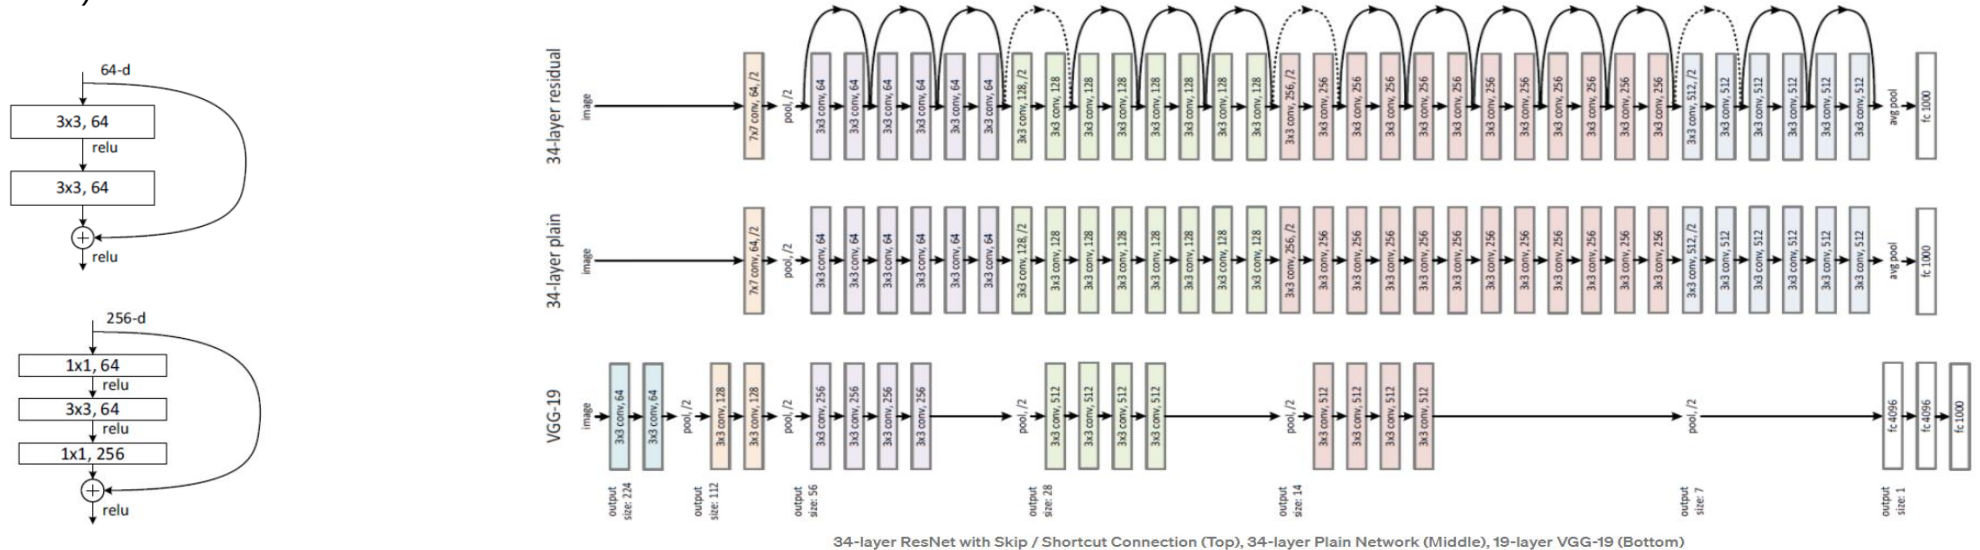 )
64-d
3x3, 64
relu
3x3, 64
relu
256-d
1x1, 64
relu
3x3, 64
relu
1x1, 256
relu
34-layer residual
image
7x7 conv, 64, /2
pool, /2
3x3 conv, 64
3x3 conv, 64
3x3 conv, 64
3x3 conv, 64
3x3 conv, 64
3x3 conv, 64
3x3 conv, 128, /2
3x3 conv, 128
3x3 conv, 128
3x3 conv, 128
3x3 conv, 128
3x3 conv, 128
3x3 conv, 128
3x3 conv, 128
3x3 conv, 256, /2
3x3 conv, 256
3x3 conv, 256
3x3 conv, 256
3x3 conv, 256
3x3 conv, 256
3x3 conv, 256
3x3 conv, 256
3x3 conv, 256
3x3 conv, 256
3x3 conv, 256
3x3 conv, 256
3x3 conv, 512, /2
3x3 conv, 512
3x3 conv, 512
3x3 conv, 512
3x3 conv, 512
3x3 conv, 512
avg pool
fc 1000
34-layer plain
image
7x7 conv, 64, /2
pool, /2
3x3 conv, 64
3x3 conv, 64
3x3 conv, 64
3x3 conv, 64
3x3 conv, 64
3x3 conv, 64
3x3 conv, 128, /2
3x3 conv, 128
3x3 conv, 128
3x3 conv, 128
3x3 conv, 128
3x3 conv, 128
3x3 conv, 128
3x3 conv, 128
3x3 conv, 256, /2
3x3 conv, 256
3x3 conv, 256
3x3 conv, 256
3x3 conv, 256
3x3 conv, 256
3x3 conv, 256
3x3 conv, 256
3x3 conv, 256
3x3 conv, 256
3x3 conv, 256
3x3 conv, 256
3x3 conv, 512, /2
3x3 conv, 512
3x3 conv, 512
3x3 conv, 512
3x3 conv, 512
3x3 conv, 512
avg pool
fc 1000
VGG-19
image
3x3 conv, 64
3x3 conv, 64
pool, /2
3x3 conv, 128
3x3 conv, 128
pool, /2
3x3 conv, 256
3x3 conv, 256
3x3 conv, 256
3x3 conv, 256
pool, /2
3x3 conv, 512
3x3 conv, 512
3x3 conv, 512
3x3 conv, 512
pool, /2
3x3 conv, 512
3x3 conv, 512
3x3 conv, 512
3x3 conv, 512
pool, /2
fc 4096
fc 4096
fc 1000
output
size: 224
output
size: 112
output
size: 56
output
size: 28
output
size: 14
output
size: 7
output
size: 1
34-layer ResNet with Skip / Shortcut Connection (Top), 34-layer Plain Network (Middle), 19-layer VGG-19 (Bottom)